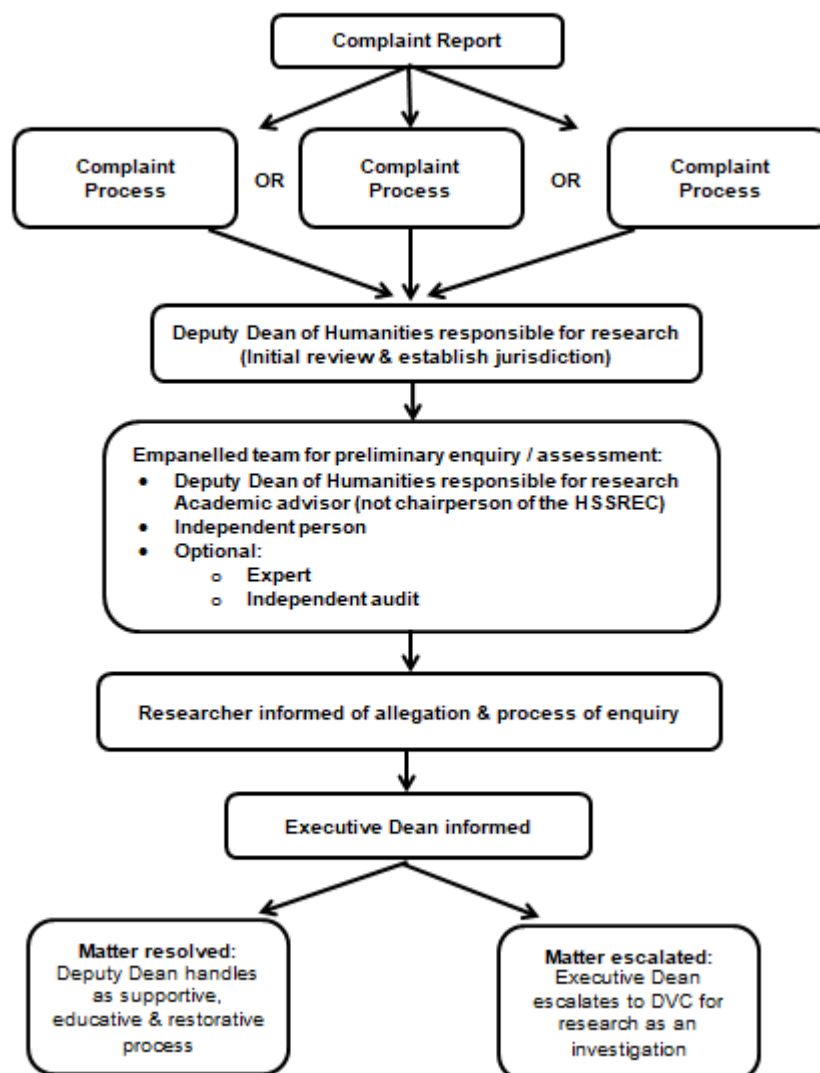 Complaint Report
Complaint
Process
OR
Complaint
Process
OR
Complaint
Process
Deputy Dean of Humanities responsible for research
(Initial review & establish jurisdiction)
Empanelled team for preliminary enquiry / assessment:
• Deputy Dean of Humanities responsible for research
Academic advisor (not chairperson of the HSSREC)
• Independent person
• Optional:
o Expert
o Independent audit
Researcher informed of allegation & process of enquiry
Executive Dean informed
Matter resolved:
Deputy Dean handles
as supportive,
educative & restorative
process
Matter escalated:
Executive Dean
escalates to DVC for
research as an
investigation